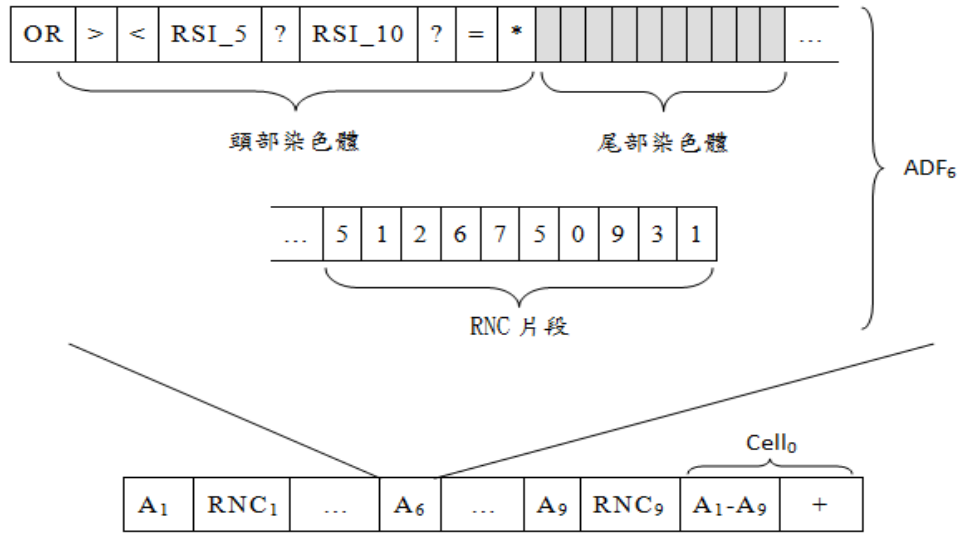 OR > < RSI_5 ? RSI_10 ? = * …
頭部染色體 尾部染色體
ADF₆
… 5 1 2 6 7 5 0 9 3 1
RNC 片段
Cell₀
A₁ RNC₁ … A₆ … A₉ RNC₉ A₁-A₉ +